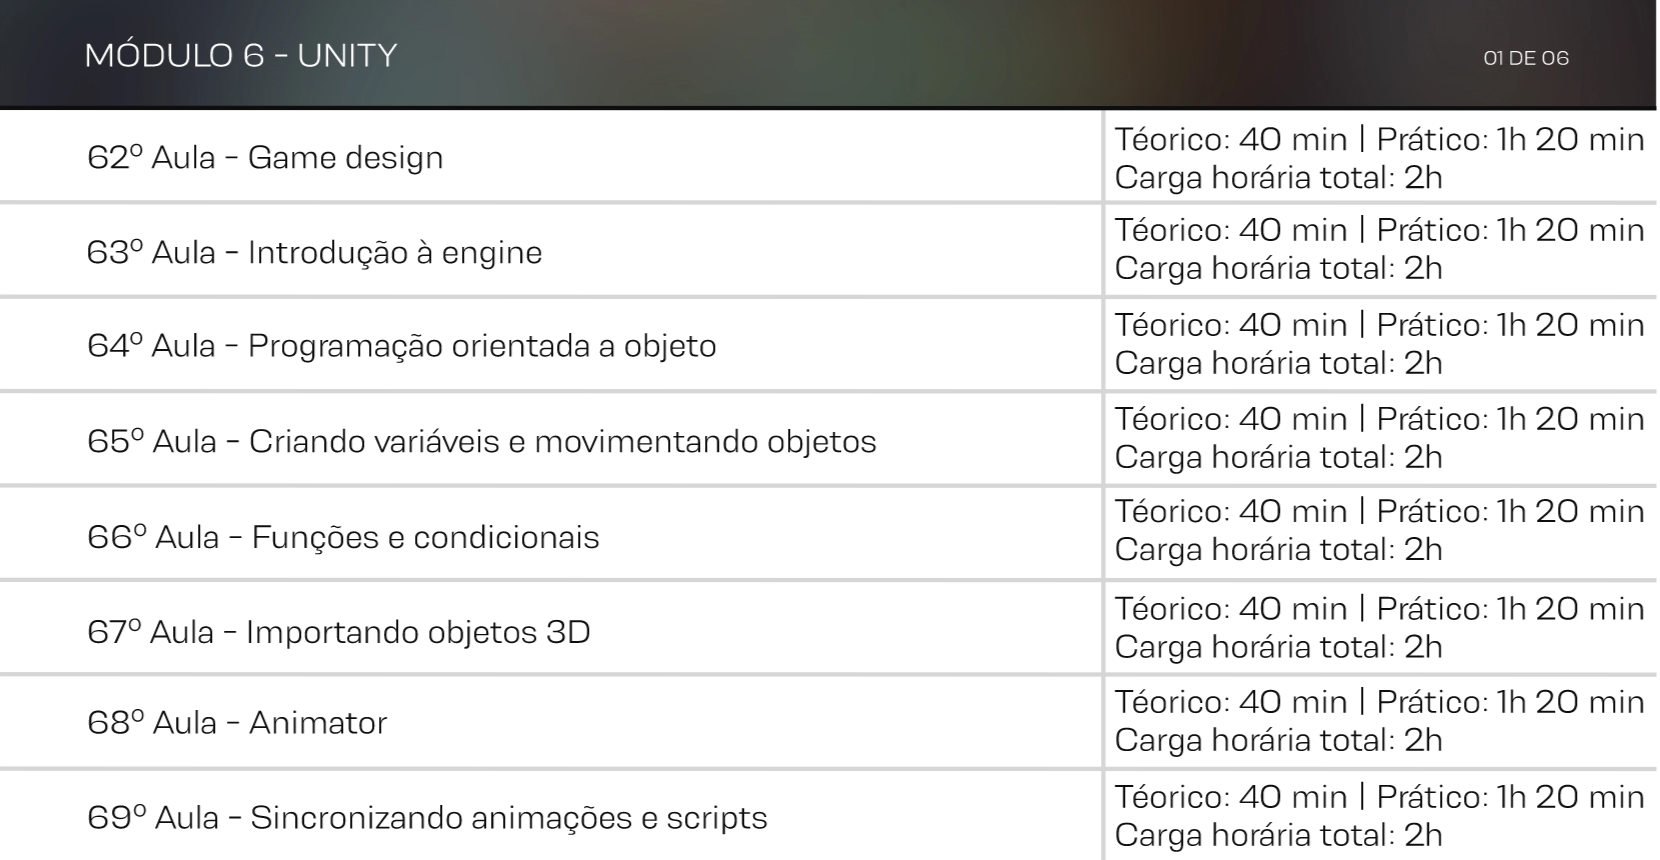 MÓDULO 6 - UNITY
01 DE 06
62º Aula - Game design
Téorico: 40 min | Prático: 1h 20 min
Carga horária total: 2h
63º Aula - Introdução à engine
Téorico: 40 min | Prático: 1h 20 min
Carga horária total: 2h
64º Aula - Programação orientada a objeto
Téorico: 40 min | Prático: 1h 20 min
Carga horária total: 2h
65º Aula - Criando variáveis e movimentando objetos
Téorico: 40 min | Prático: 1h 20 min
Carga horária total: 2h
66º Aula - Funções e condicionais
Téorico: 40 min | Prático: 1h 20 min
Carga horária total: 2h
67º Aula - Importando objetos 3D
Téorico: 40 min | Prático: 1h 20 min
Carga horária total: 2h
68º Aula - Animator
Téorico: 40 min | Prático: 1h 20 min
Carga horária total: 2h
69º Aula - Sincronizando animações e scripts
Téorico: 40 min | Prático: 1h 20 min
Carga horária total: 2h